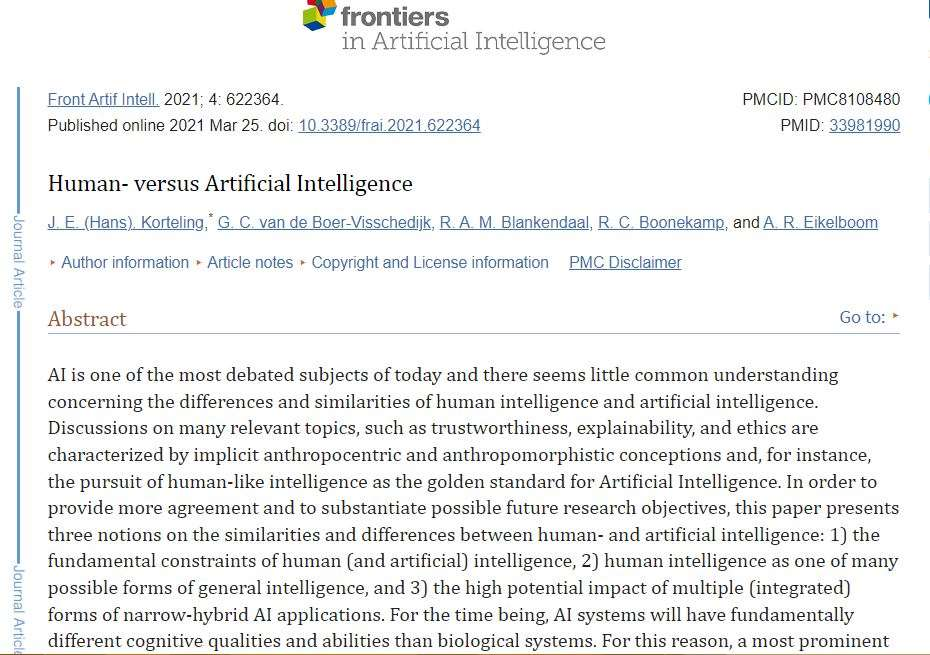 frontiers
in Artificial Intelligence
Front Artif Intell. 2021; 4: 622364.
PMCID: PMC8108480
Published online 2021 Mar 25. doi: 10.3389/frai.2021.622364
PMID: 33981990
Human- versus Artificial Intelligence
J. E. (Hans). Korteling,* G. C. van de Boer-Visschedijk, R. A. M. Blankendaal, R. C. Boonekamp, and A. R. Eikelboom
▸ Author information ▸ Article notes ▸ Copyright and License information PMC Disclaimer
Journal Article
Abstract
Go to: ▸
AI is one of the most debated subjects of today and there seems little common understanding
concerning the differences and similarities of human intelligence and artificial intelligence.
Discussions on many relevant topics, such as trustworthiness, explainability, and ethics are
characterized by implicit anthropocentric and anthropomorphistic conceptions and, for instance,
the pursuit of human-like intelligence as the golden standard for Artificial Intelligence. In order to
provide more agreement and to substantiate possible future research objectives, this paper presents
three notions on the similarities and differences between human- and artificial intelligence: 1) the
fundamental constraints of human (and artificial) intelligence, 2) human intelligence as one of many
possible forms of general intelligence, and 3) the high potential impact of multiple (integrated)
forms of narrow-hybrid AI applications. For the time being, AI systems will have fundamentally
different cognitive qualities and abilities than biological systems. For this reason, a most prominent
Journal Article